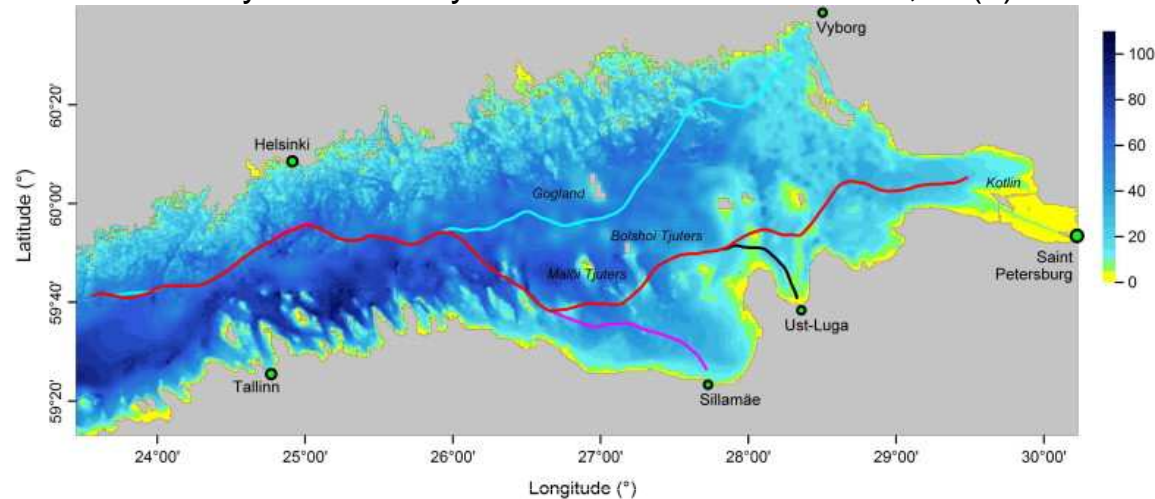 Vyborg
100
80
60
40
20
0
60°20'
60°00'
59°40'
59°20'
Latitude (°)
Helsinki
Gogland
Kotlin
Bolshoi Tjuters
Maloi Tjuters
Saint
Petersburg
Ust-Luga
Tallinn
Sillamäe
24°00'
25°00'
26°00'
27°00'
28°00'
29°00'
30°00'
Longitude (°)